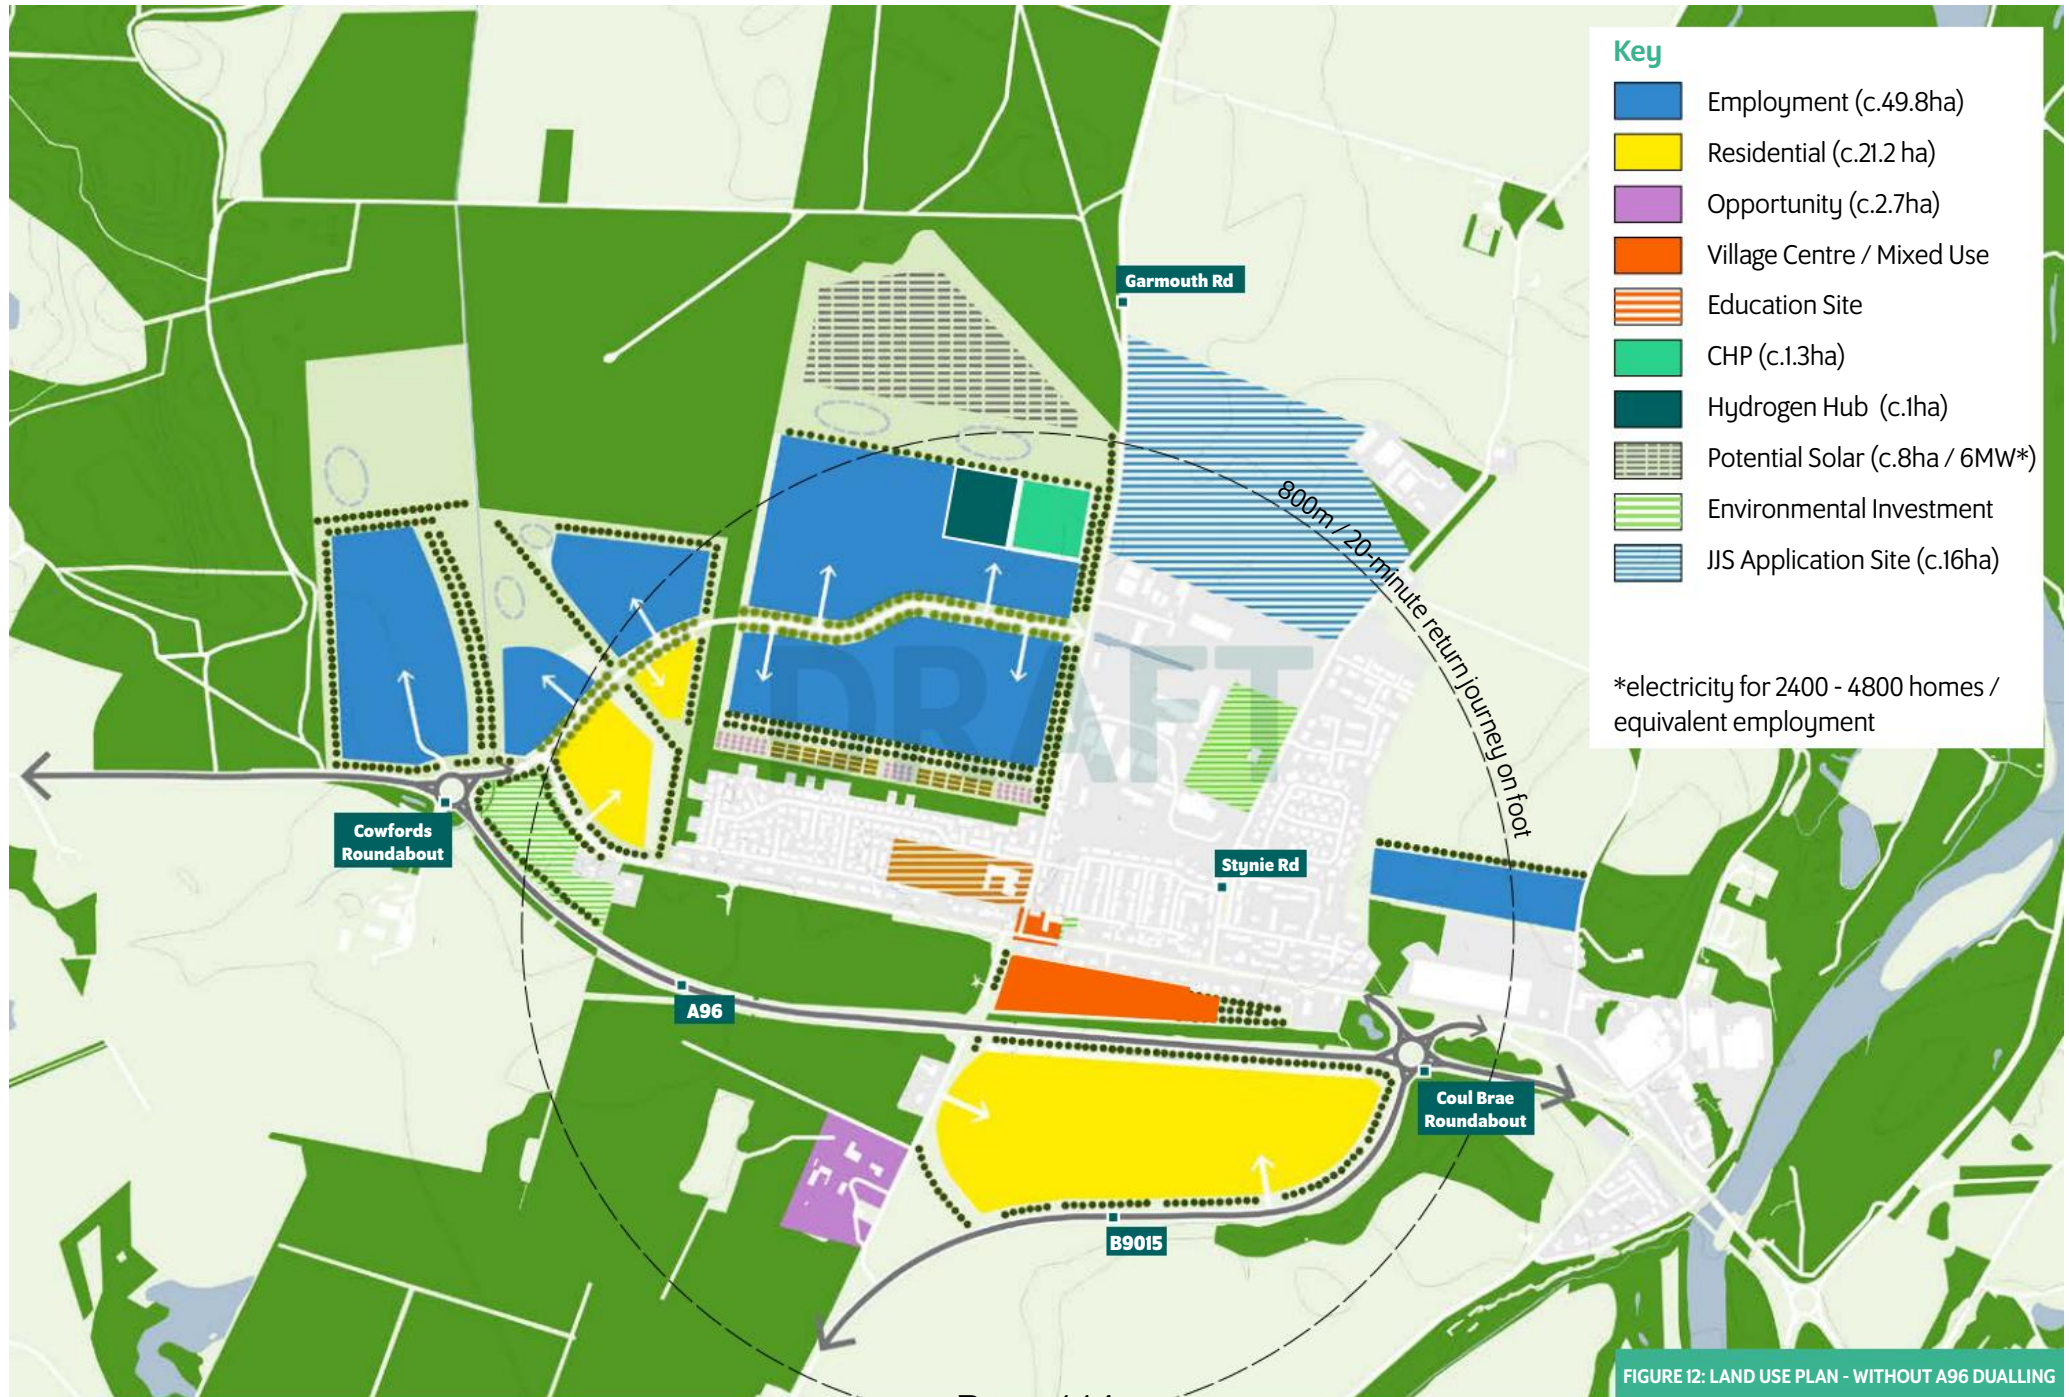 Key
Employment (c.49.8ha)
Residential (c.21.2 ha)
Opportunity (c.2.7ha)
Village Centre / Mixed Use
Education Site
CHP (c.1.3ha)
Hydrogen Hub (c.1ha)
Potential Solar (c.8ha / 6MW*)
Environmental Investment
JJS Application Site (c.16ha)
*electricity for 2400 - 4800 homes /
equivalent employment
Garmouth Rd
800m / 20-minute return journey on foot
DRAFT
Cowfords
Roundabout
Stynie Rd
A96
Coul Brae
Roundabout
B9015
FIGURE 12: LAND USE PLAN - WITHOUT A96 DUALLING